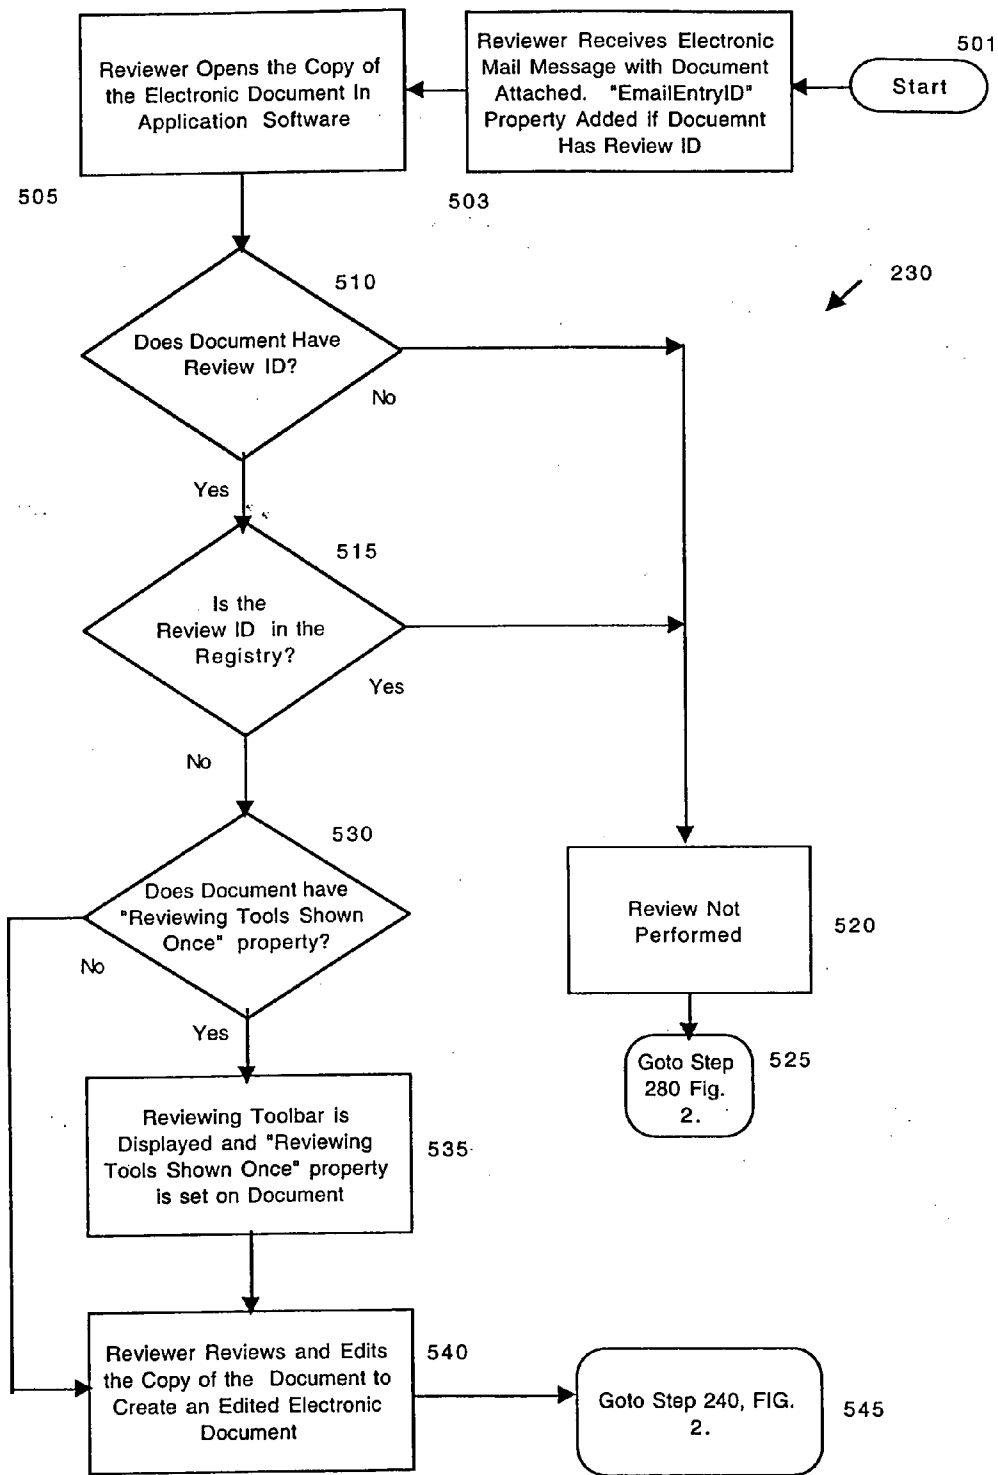 501
Start
Reviewer Receives Electronic
Mail Message with Document
Attached. "EmailEntryID"
Property Added if Docuemnt
Has Review ID
503
Reviewer Opens the Copy of
the Electronic Document In
Application Software
505
230
510
Does Document Have
Review ID?
No
Yes
515
Is the
Review ID in the
Registry?
Yes
No
530
Does Document have
"Reviewing Tools Shown
Once" property?
No
Yes
Review Not
Performed
520
Goto Step
280 Fig.
2.
525
Reviewing Toolbar is
Displayed and "Reviewing
Tools Shown Once" property
is set on Document
535
Reviewer Reviews and Edits
the Copy of the Document to
Create an Edited Electronic
Document
540
Goto Step 240, FIG.
2.
545